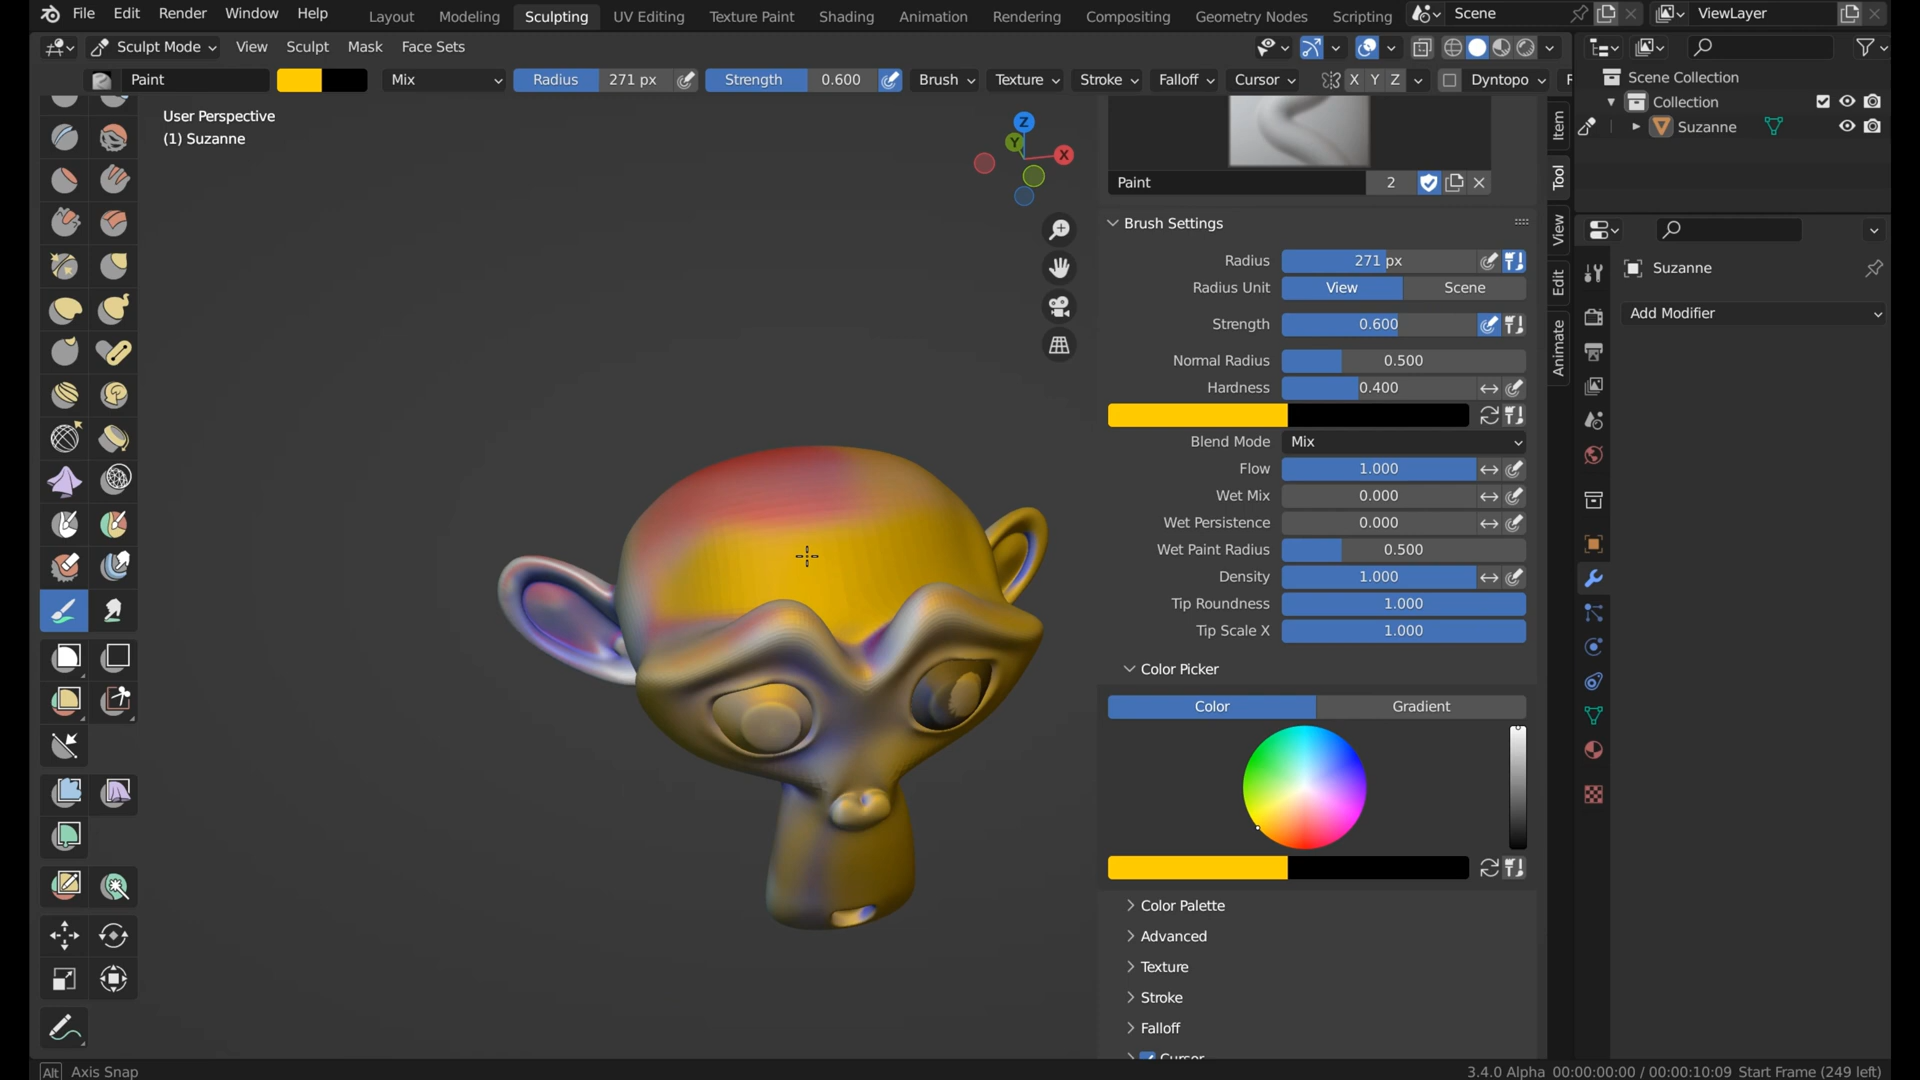 File Edit Render Window Help Layout Modeling Sculpting UV Editing Texture Paint Shading Animation Rendering Compositing Geometry Nodes Scripting Scene ViewLayer
Sculpt Mode View Sculpt Mask Face Sets
Paint Mix Radius 271 px Strength 0.600 Brush Texture Stroke Falloff Cursor X Y Z Dyntopo
User Perspective
(1) Suzanne
Z
Y
X
Paint 2
Brush Settings
Radius 271 px
Radius Unit View Scene
Strength 0.600
Normal Radius 0.500
Hardness 0.400
Blend Mode Mix
Flow 1.000
Wet Mix 0.000
Wet Persistence 0.000
Wet Paint Radius 0.500
Density 1.000
Tip Roundness 1.000
Tip Scale X 1.000
Color Picker
Color Gradient
Color Palette
Advanced
Texture
Stroke
Falloff
Cursor
Item
Tool
View
Edit
Animate
Scene Collection
Collection
Suzanne
Suzanne
Add Modifier
Alt Axis Snap
3.4.0 Alpha 00:00:00:00 / 00:00:10:09 Start Frame (249 left)